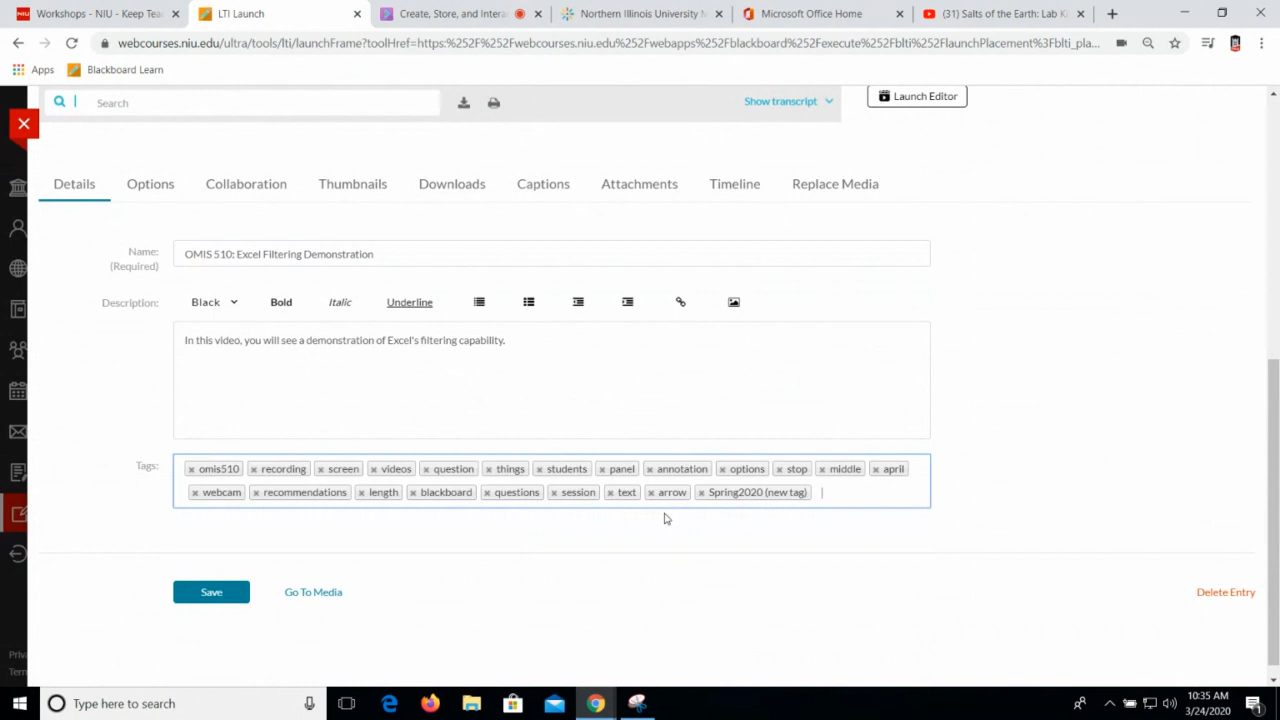 Workshops - NIU - Keep Teac
LTI Launch
Create, Store, and Intera
Northern Illinois University M
Microsoft Office Home
(31) Salts of the Earth: Lab K
webcourses.niu.edu/ultra/tools/lti/launchFrame?toolHref=https:%252F%252Fwebcourses.niu.edu%252Fwebapps%252Fblackboard%252Fexecute%252Fblti%252FlaunchPlacement%3Fblti_pla...
Apps
Blackboard Learn
Search
Show transcript
Launch Editor
Details
Options
Collaboration
Thumbnails
Downloads
Captions
Attachments
Timeline
Replace Media
Name:
(Required)
OMIS 510: Excel Filtering Demonstration
Description:
Black
Bold
Italic
Underline
In this video, you will see a demonstration of Excel's filtering capability.
Tags:
omis510 recording screen videos question things students panel annotation options stop middle april
webcam recommendations length blackboard questions session text arrow Spring2020 (new tag)
Save
Go To Media
Delete Entry
Priva
Term
Type here to search
10:35 AM
3/24/2020
1